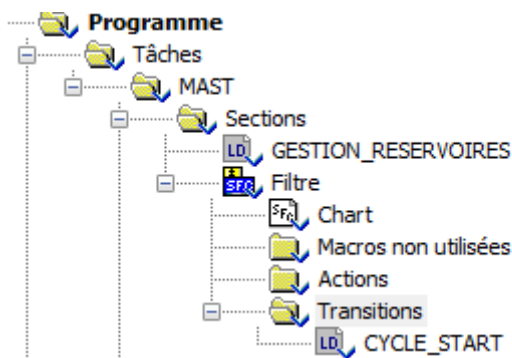 Programme
Tâches
MAST
Sections
LD GESTION_RESERVOIRES
SFC Filtre
SFC Chart
Macros non utilisées
Actions
Transitions
LD CYCLE_START